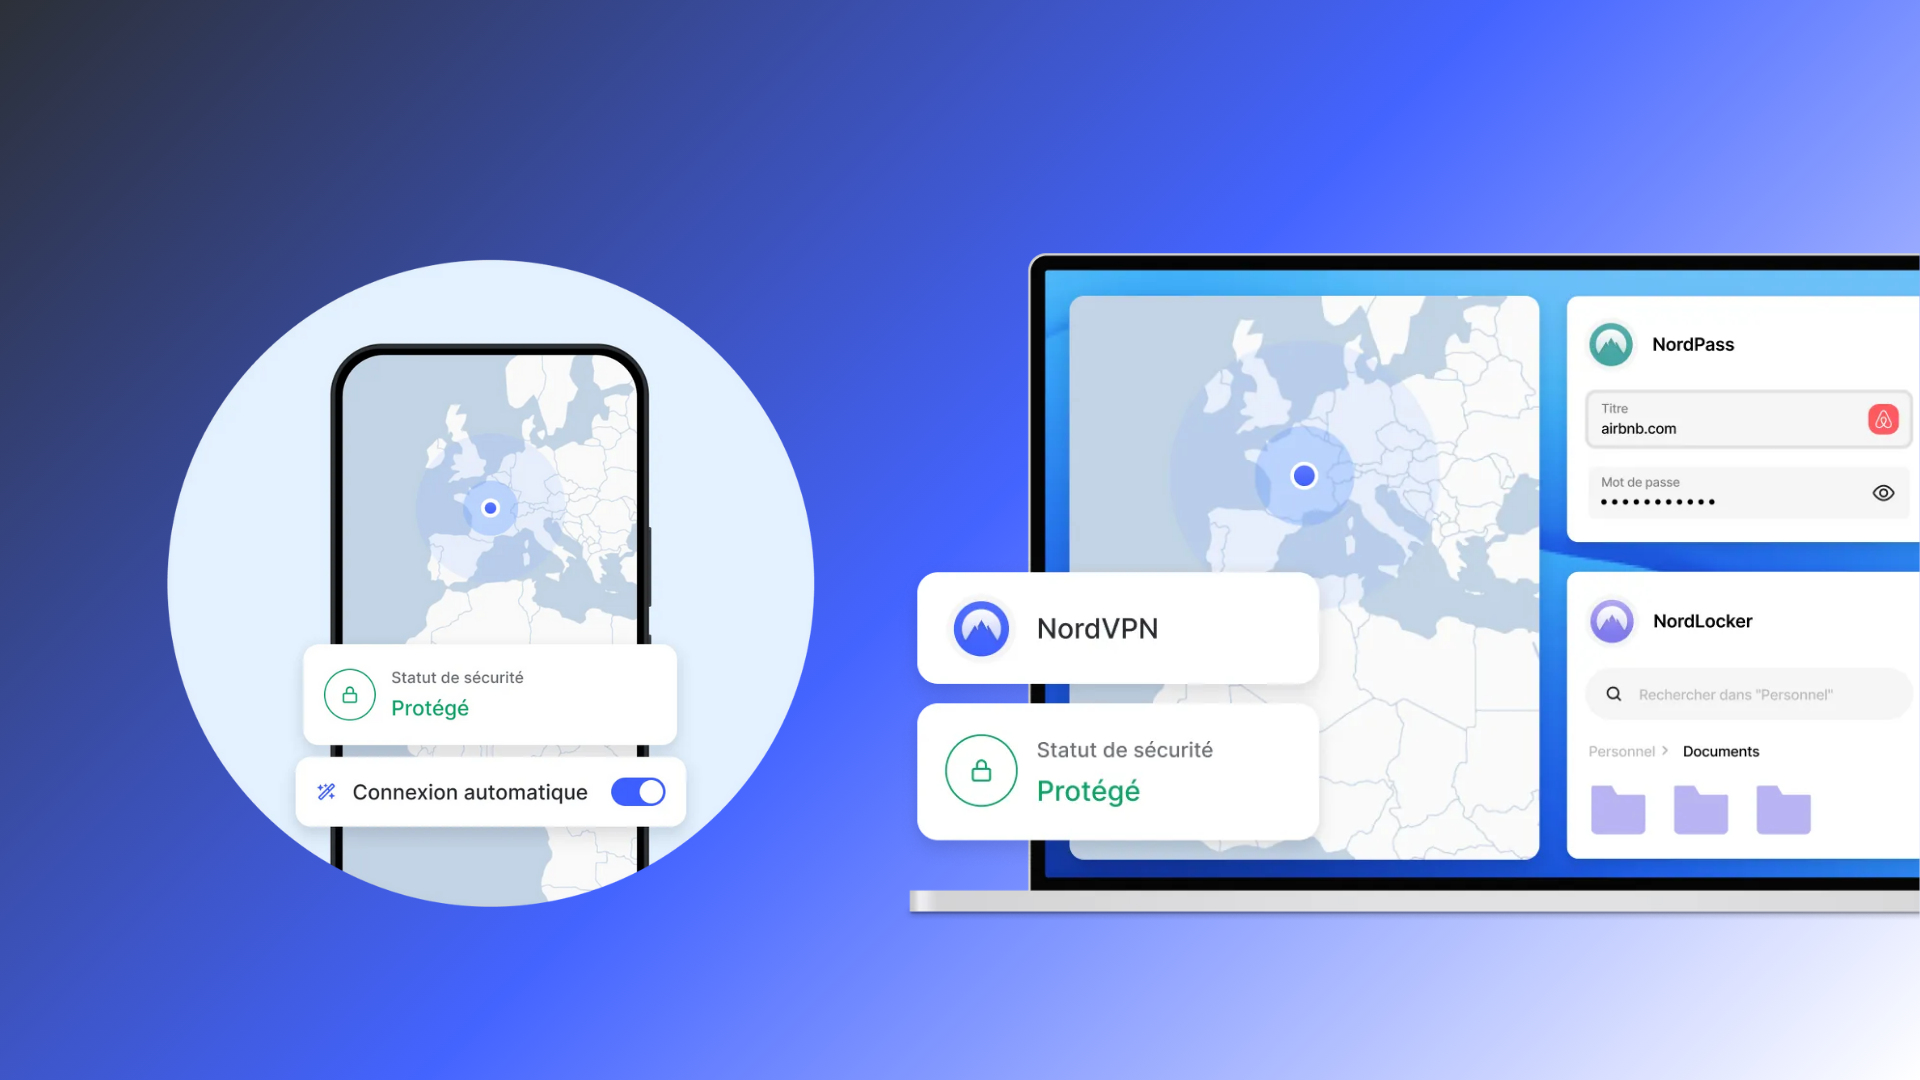 Statut de sécurité
Protégé
Connexion automatique
NordVPN
Statut de sécurité
Protégé
NordPass
Titre
airbnb.com
Mot de passe
NordLocker
Rechercher dans "Personnel"
Personnel > Documents